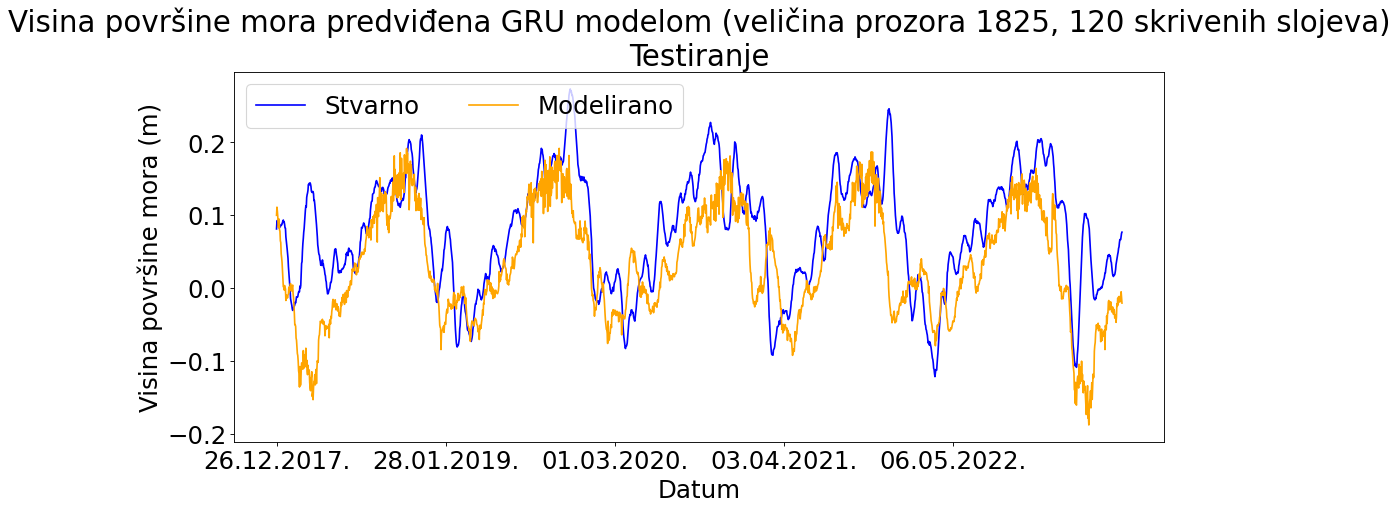 Visina površine mora predviđena GRU modelom (veličina prozora 1825, 120 skrivenih slojeva)
Testiranje
Stvarno
Modelirano
Visina površine mora (m)
0.2
0.1
0.0
−0.1
−0.2
26.12.2017.
28.01.2019.
01.03.2020.
03.04.2021.
06.05.2022.
Datum